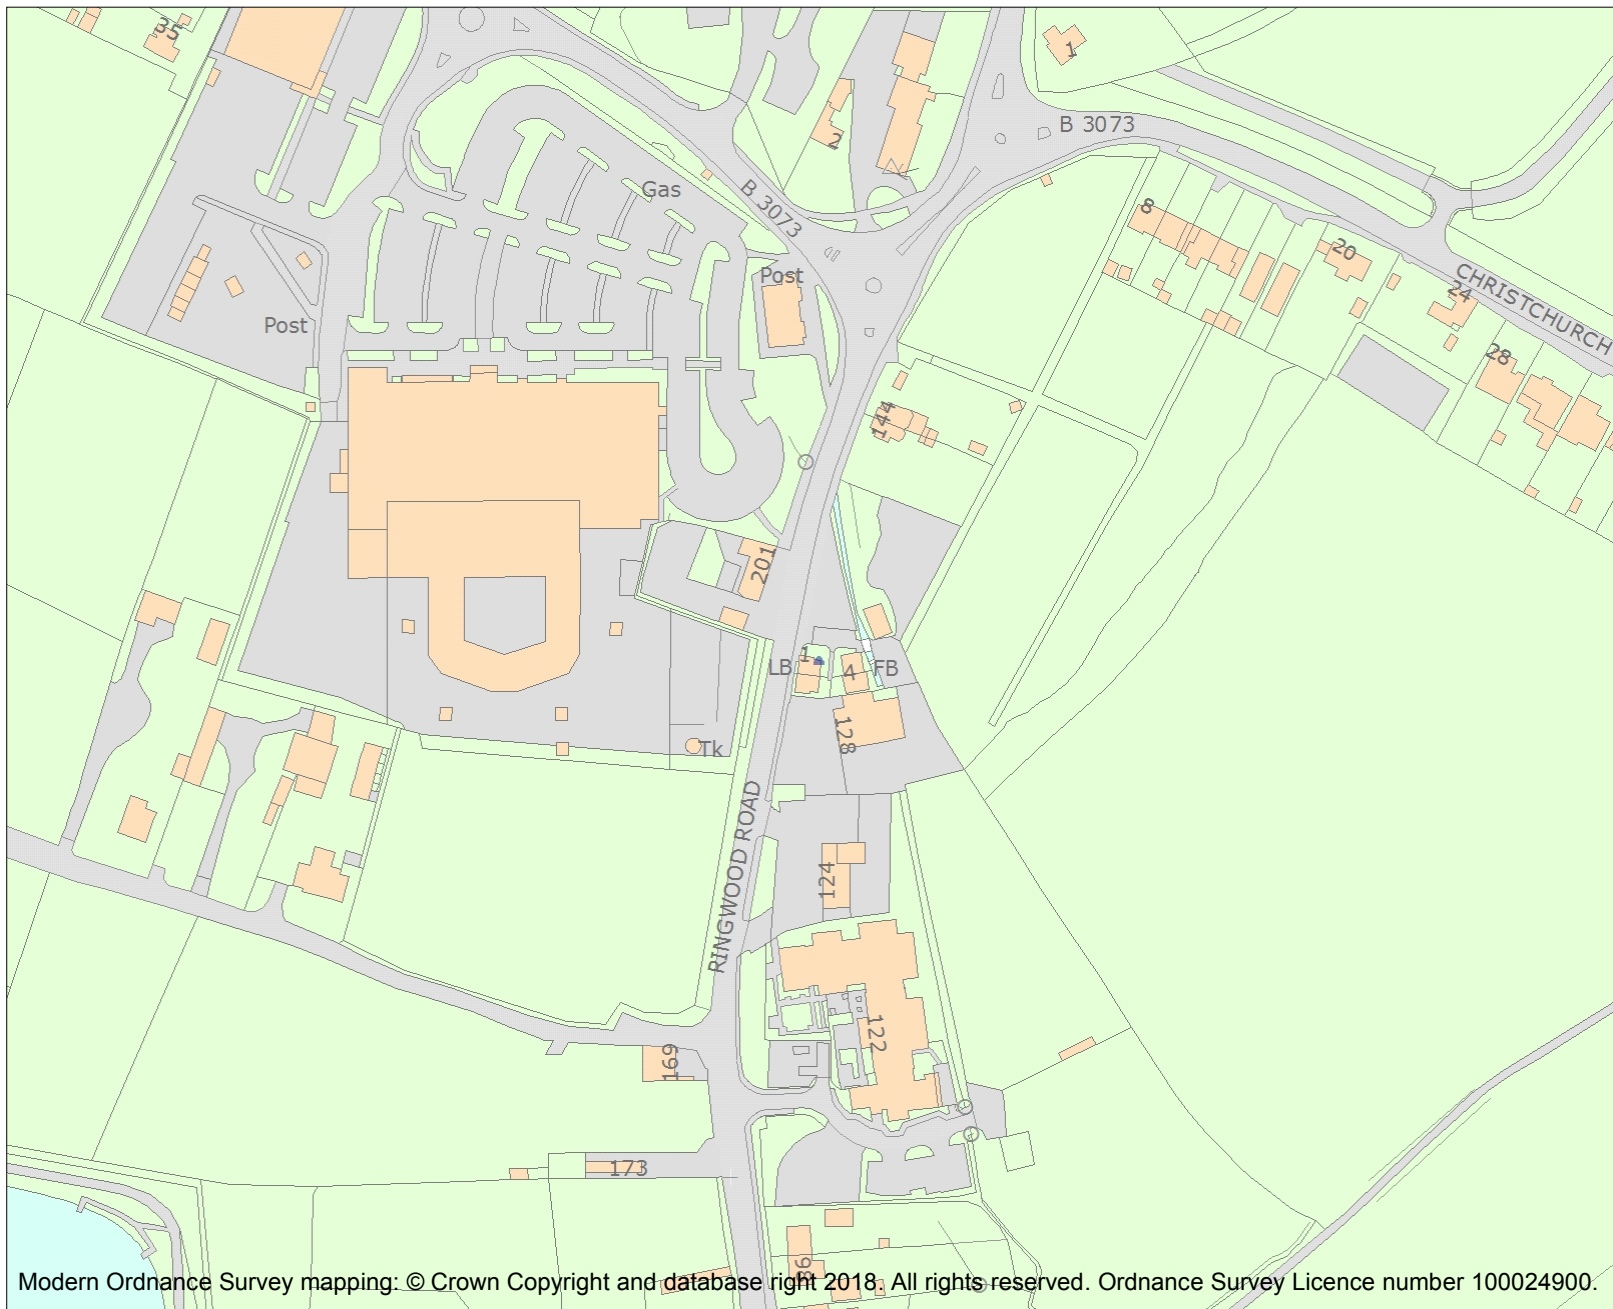 35
1
B 3073
2
Gas
B 3073
8
20
Post
CHRISTCHURCH
24
Post
28
144
201
LB
1
4
FB
128
Tk
RINGWOOD ROAD
124
122
169
173
86
Modern Ordnance Survey mapping: © Crown Copyright and database right 2018. All rights reserved. Ordnance Survey Licence number 100024900.